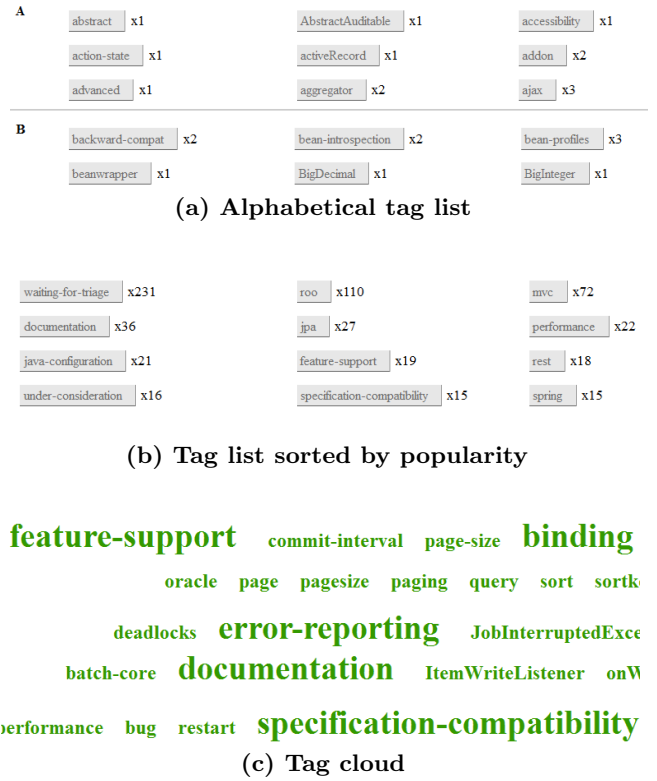 A abstract x1 AbstractAuditable x1 accessibility x1
action-state x1 activeRecord x1 addon x2
advanced x1 aggregator x2 ajax x3
B backward-compat x2 bean-introspection x2 bean-profiles x3
beanwrapper x1 BigDecimal x1 BigInteger x1
(a) Alphabetical tag list
waiting-for-triage x231 roo x110 mvc x72
documentation x36 jpa x27 performance x22
java-configuration x21 feature-support x19 rest x18
under-consideration x16 specification-compatibility x15 spring x15
(b) Tag list sorted by popularity
feature-support commit-interval page-size binding
oracle page pagesize paging query sort sortk
deadlocks error-reporting JobInterruptedExce
batch-core documentation ItemWriteListener onW
performance bug restart specification-compatibility
(c) Tag cloud